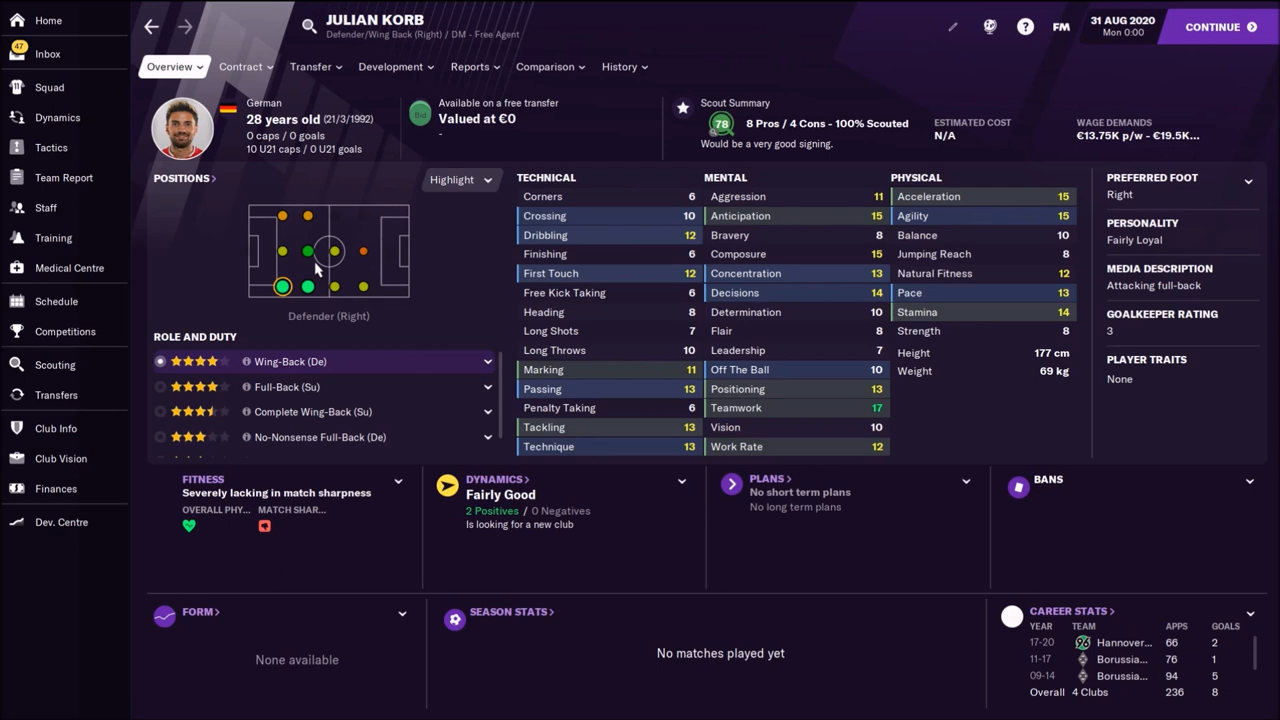 Home
47
Inbox
Squad
Dynamics
Tactics
Team Report
Staff
Training
Medical Centre
Schedule
Competitions
Scouting
Transfers
Club Info
Club Vision
Finances
Dev. Centre
JULIAN KORB
Defender/Wing Back (Right) / DM - Free Agent
?
FM
31 AUG 2020
Mon 0:00
CONTINUE
Overview
Contract
Transfer
Development
Reports
Comparison
History
German
28 years old (21/3/1992)
0 caps / 0 goals
10 U21 caps / 0 U21 goals
Bid
Available on a free transfer
Valued at €0
-
Scout Summary
78
8 Pros / 4 Cons - 100% Scouted
Would be a very good signing.
ESTIMATED COST
N/A
WAGE DEMANDS
€13.75K p/w - €19.5K...
POSITIONS
Highlight
Defender (Right)
ROLE AND DUTY
Wing-Back (De)
Full-Back (Su)
Complete Wing-Back (Su)
No-Nonsense Full-Back (De)
TECHNICAL
Corners 6
Crossing 10
Dribbling 12
Finishing 6
First Touch 12
Free Kick Taking 6
Heading 8
Long Shots 7
Long Throws 10
Marking 11
Passing 13
Penalty Taking 6
Tackling 13
Technique 13
MENTAL
Aggression 11
Anticipation 15
Bravery 8
Composure 15
Concentration 13
Decisions 14
Determination 10
Flair 8
Leadership 7
Off The Ball 10
Positioning 13
Teamwork 17
Vision 10
Work Rate 12
PHYSICAL
Acceleration 15
Agility 15
Balance 10
Jumping Reach 8
Natural Fitness 12
Pace 13
Stamina 14
Strength 8
Height 177 cm
Weight 69 kg
PREFERRED FOOT
Right
PERSONALITY
Fairly Loyal
MEDIA DESCRIPTION
Attacking full-back
GOALKEEPER RATING
3
PLAYER TRAITS
None
FITNESS
Severely lacking in match sharpness
OVERALL PHY... MATCH SHAR...
DYNAMICS
Fairly Good
2 Positives / 0 Negatives
Is looking for a new club
PLANS
No short term plans
No long term plans
BANS
FORM
None available
SEASON STATS
No matches played yet
CAREER STATS
YEAR TEAM APPS GOALS
17-20 Hannover... 66 2
11-17 Borussia... 76 1
09-14 Borussia... 94 5
Overall 4 Clubs 236 8